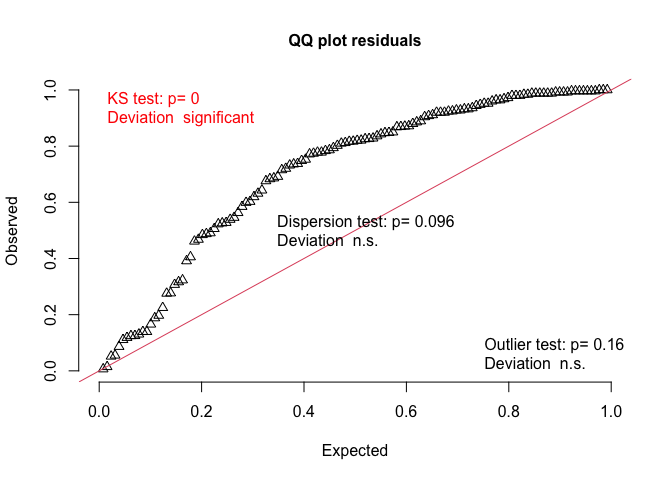 QQ plot residuals
KS test: p= 0
Deviation significant
Dispersion test: p= 0.096
Deviation n.s.
Outlier test: p= 0.16
Deviation n.s.
Observed
0.0
0.2
0.4
0.6
0.8
1.0
0.0 0.2 0.4 0.6 0.8 1.0
Expected